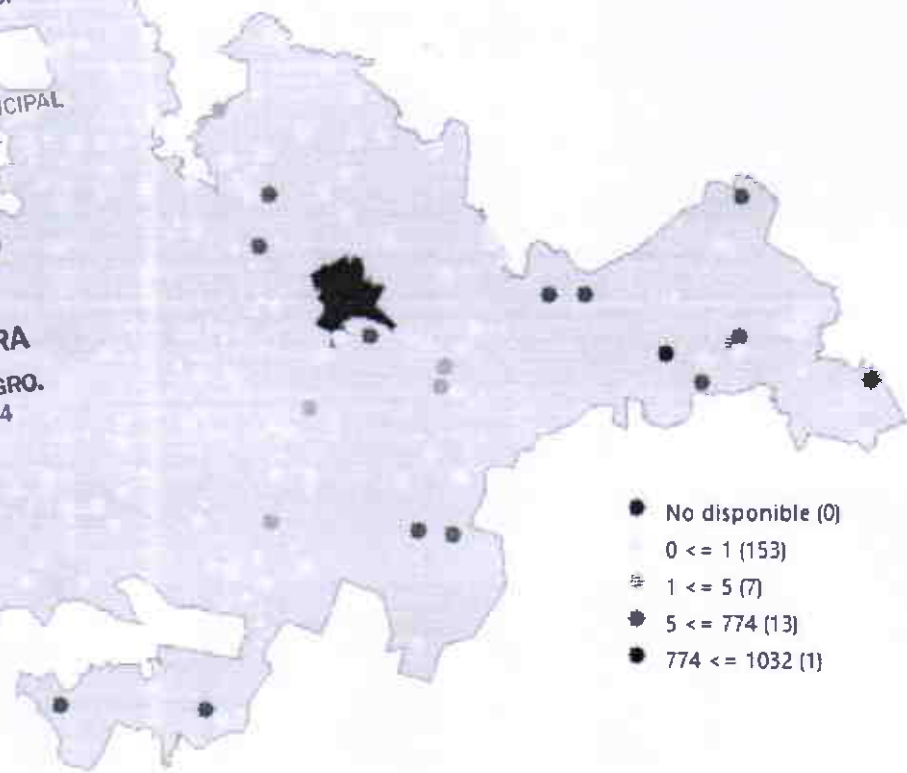 CIPAL
RA
GRO.
4
No disponible (0)
0 <= 1 (153)
1 <= 5 (7)
5 <= 774 (13)
774 <= 1032 (1)